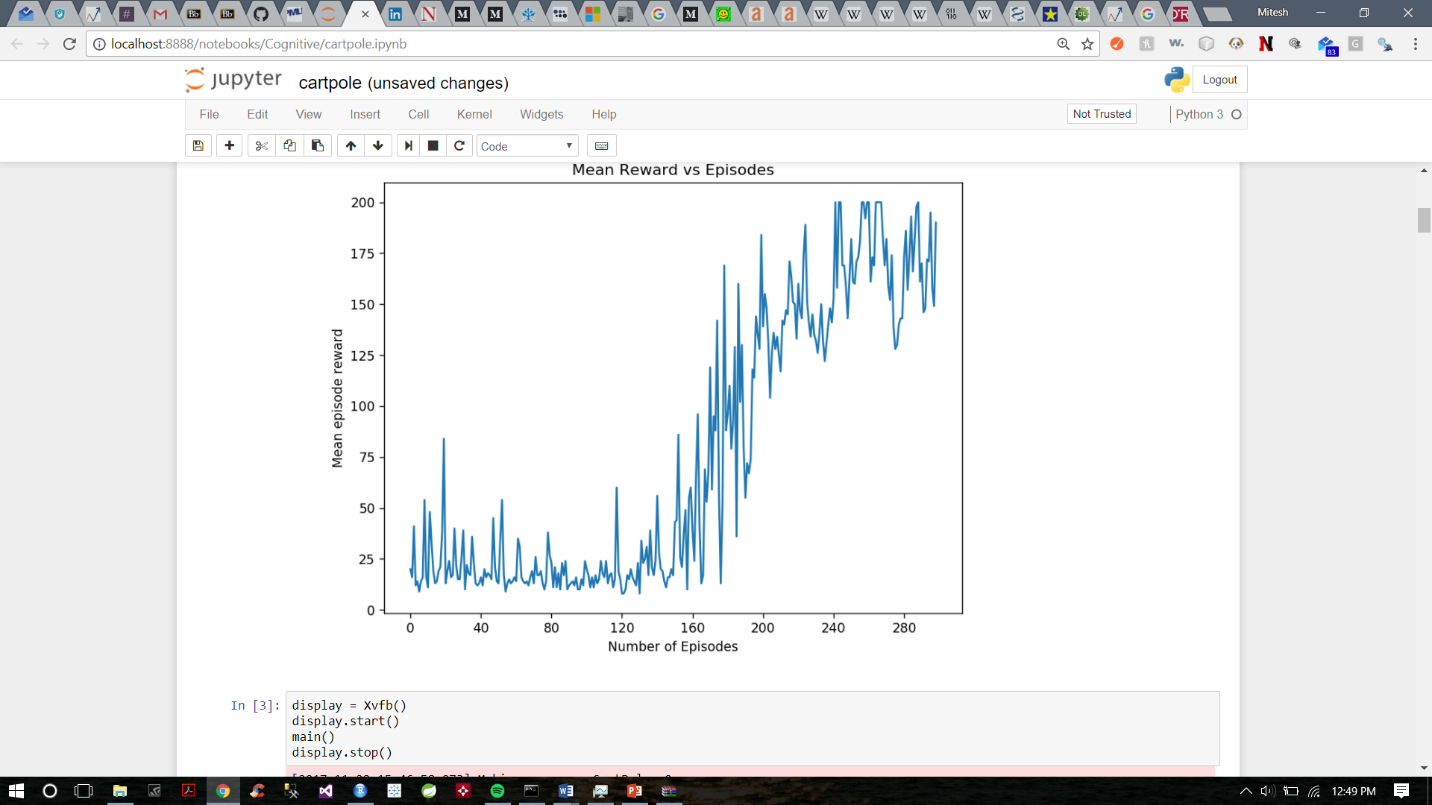 Mitesh
localhost:8888/notebooks/Cognitive/cartpole.ipynb
83
jupyter cartpole (unsaved changes)
Logout
File Edit View Insert Cell Kernel Widgets Help
Not Trusted
Python 3
Code
Mean Reward vs Episodes
200
175
150
125
100
75
50
25
0
Mean episode reward
0 40 80 120 160 200 240 280
Number of Episodes
In [3]:
display = Xvfb()
display.start()
main()
display.stop()
12:49 PM